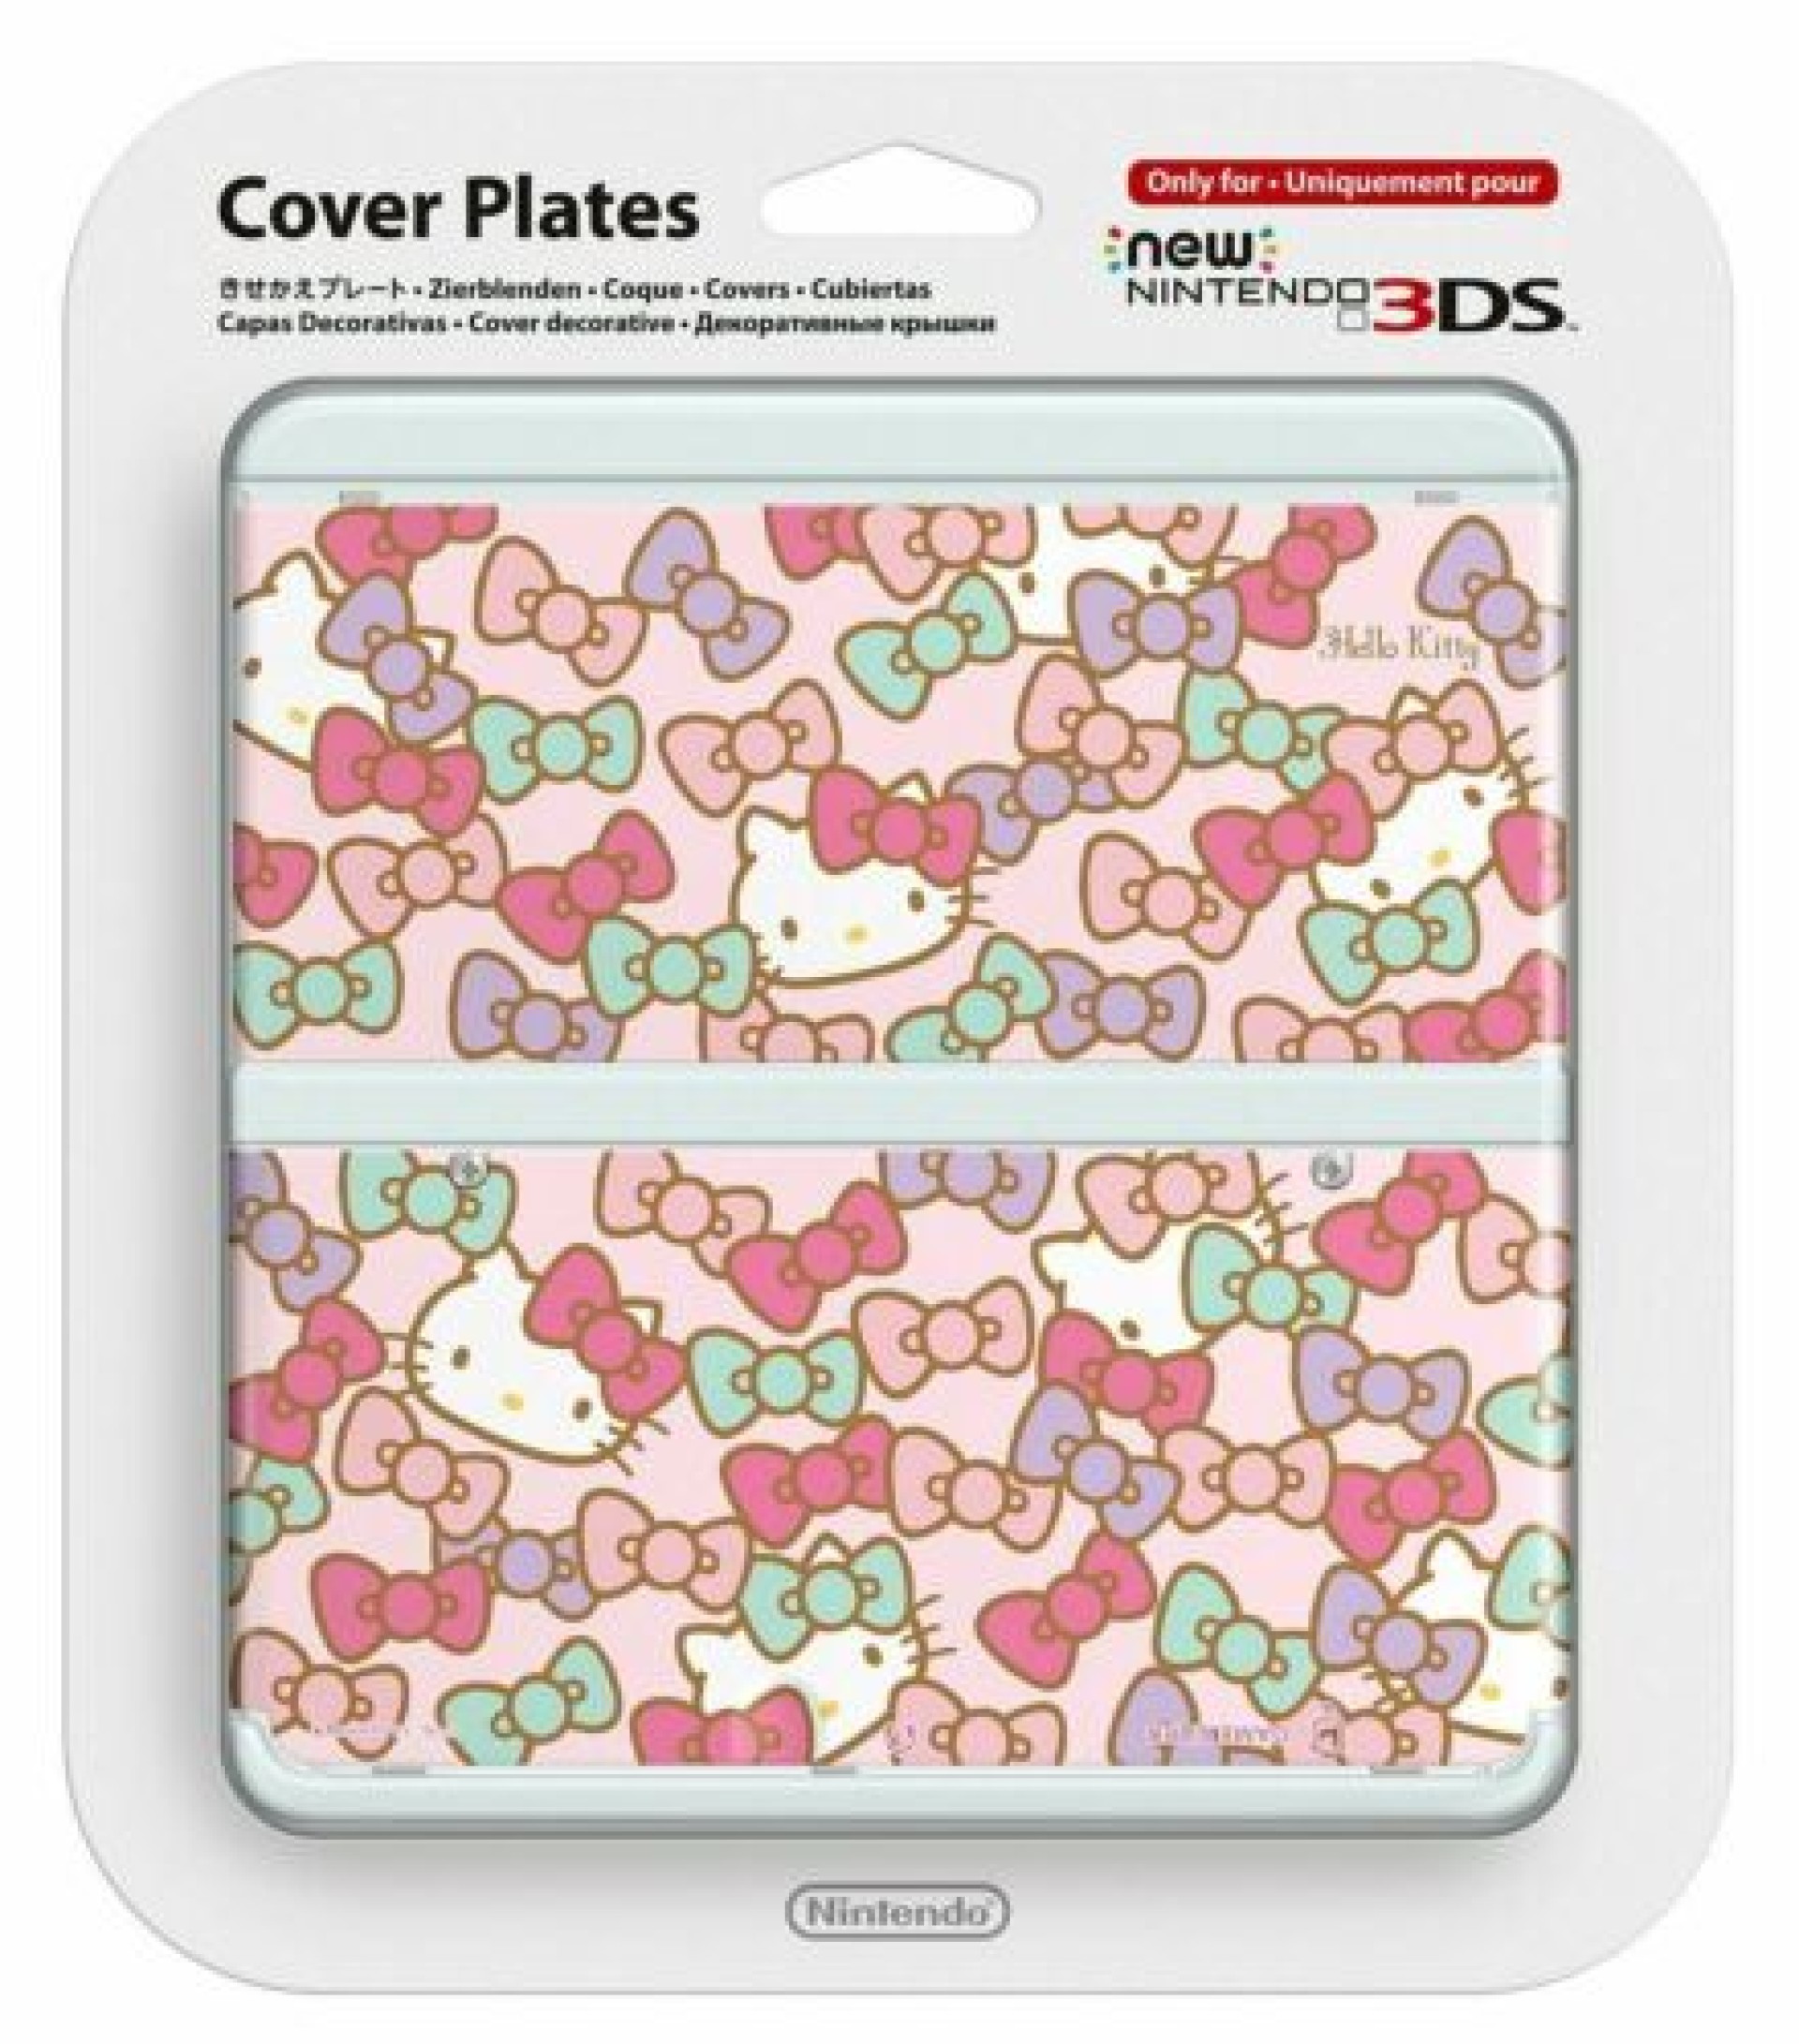 Cover Plates
きせかえプレート • Zierblenden • Coque • Covers • Cubiertas
Capas Decorativas • Cover decorative • Декоративные крышки
Only for • Uniquement pour
new
NINTENDO 3DS™
Hello Kitty
Nintendo